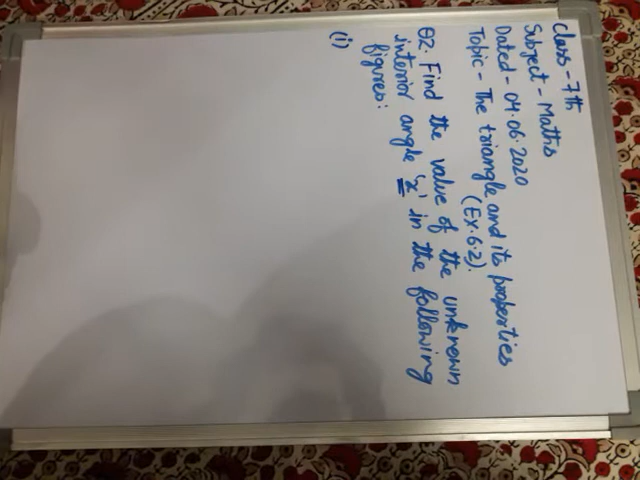 Class - 7th
Subject - Maths
Dated - 04.06.2020
Topic - The triangle and its properties
(EX.6.2).
Q2. Find the value of the unknown
interior angle 'x' in the following
figures:
(i)